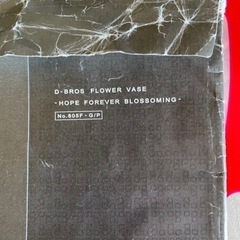 D-BROS FLOWER VASE
- HOPE FOREVER BLOSSOMING -
No.805F - G/P